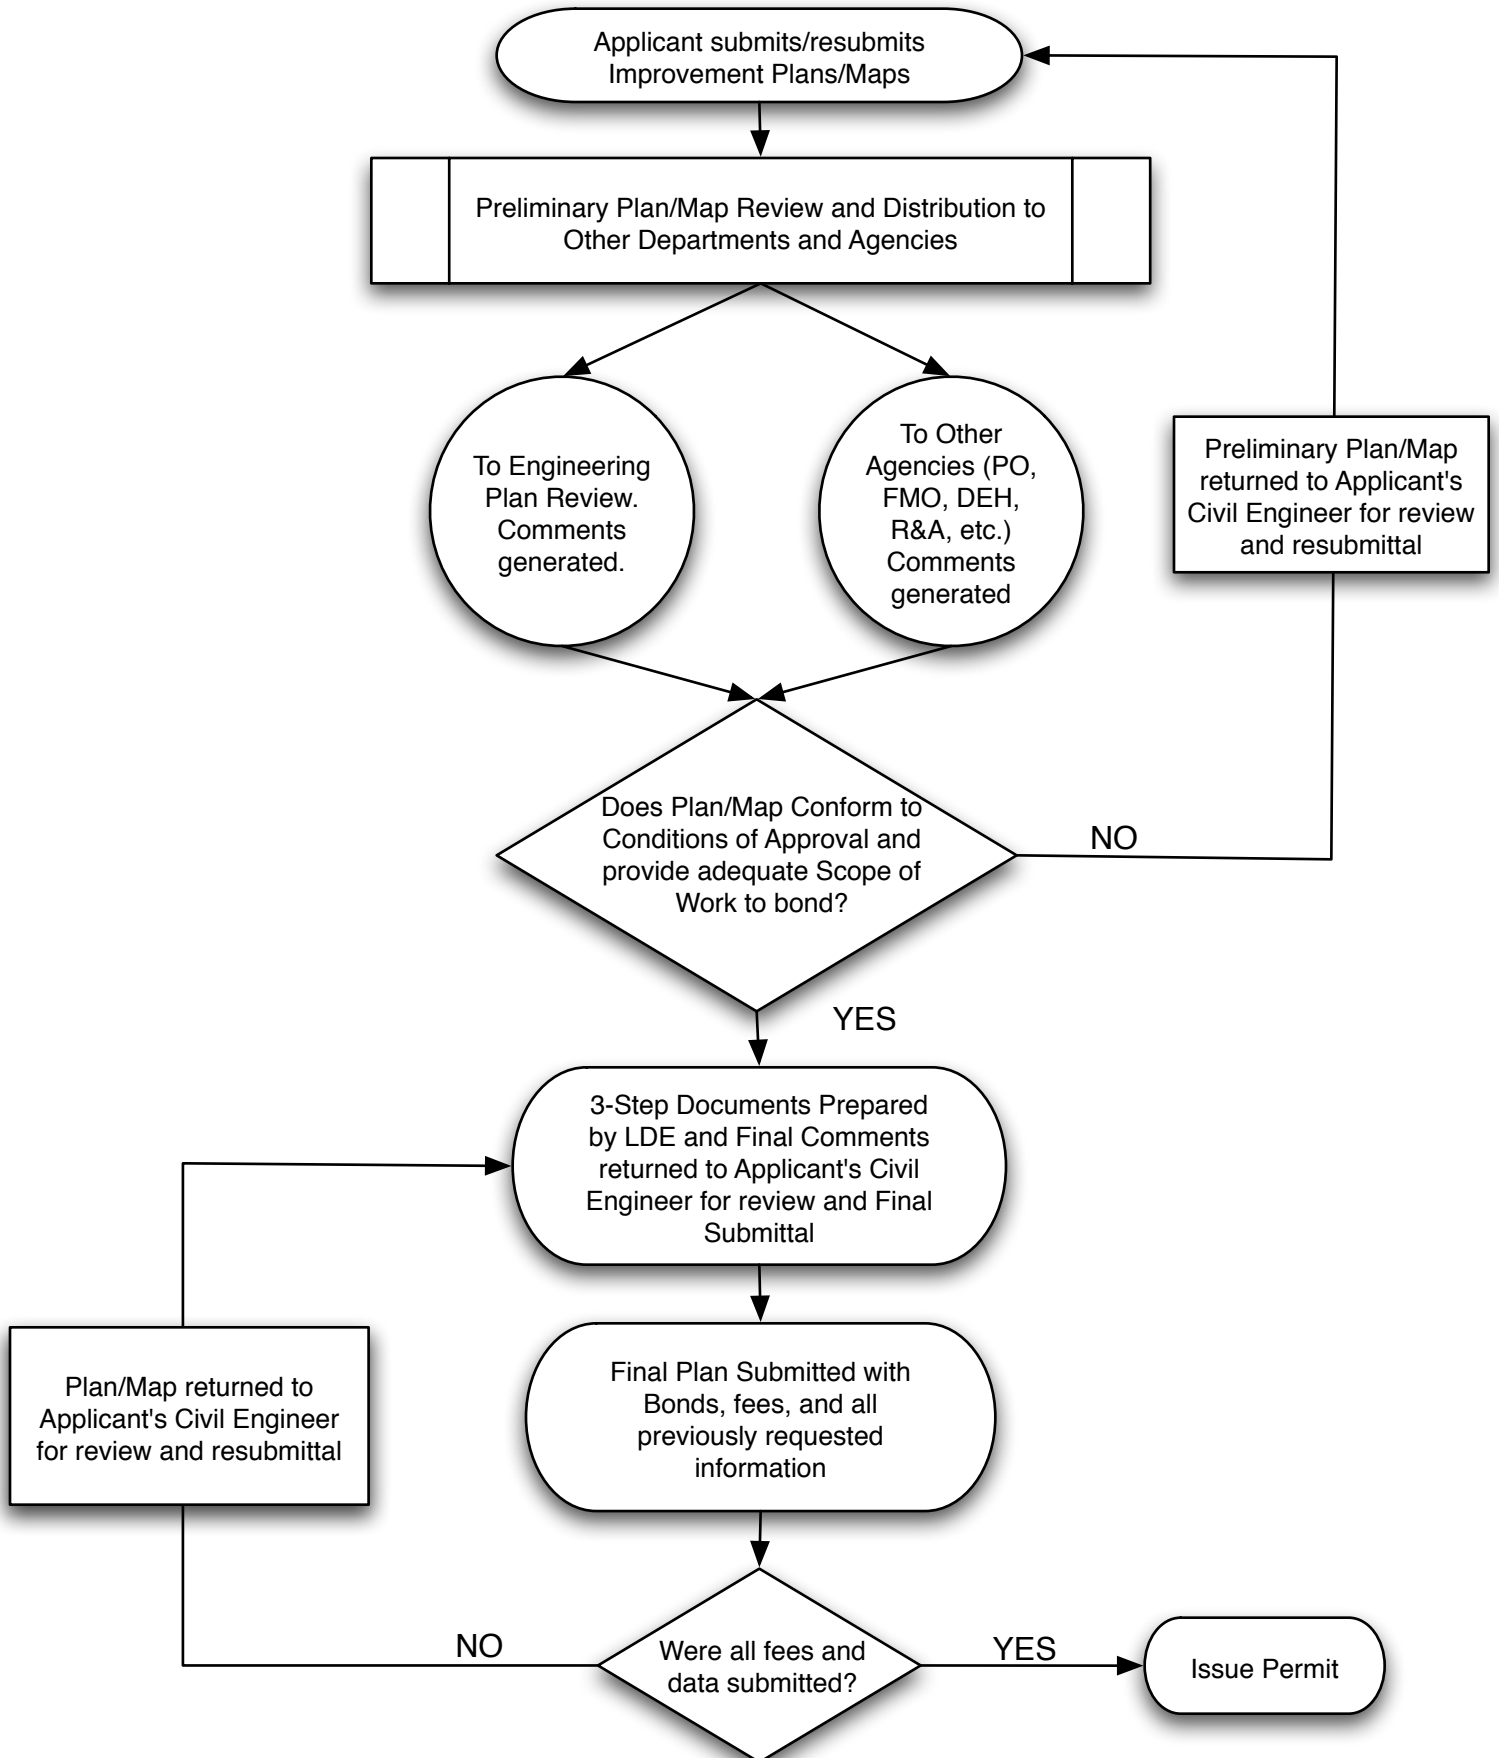 Applicant submits/resubmits
Improvement Plans/Maps
Preliminary Plan/Map Review and Distribution to
Other Departments and Agencies
To Engineering
Plan Review.
Comments
generated.
To Other
Agencies (PO,
FMO, DEH,
R&A, etc.)
Comments
generated
Preliminary Plan/Map
returned to Applicant's
Civil Engineer for review
and resubmittal
Does Plan/Map Conform to
Conditions of Approval and
provide adequate Scope of
Work to bond?
NO
YES
3-Step Documents Prepared
by LDE and Final Comments
returned to Applicant's Civil
Engineer for review and Final
Submittal
Plan/Map returned to
Applicant's Civil Engineer
for review and resubmittal
Final Plan Submitted with
Bonds, fees, and all
previously requested
information
NO
Were all fees and
data submitted?
YES
Issue Permit